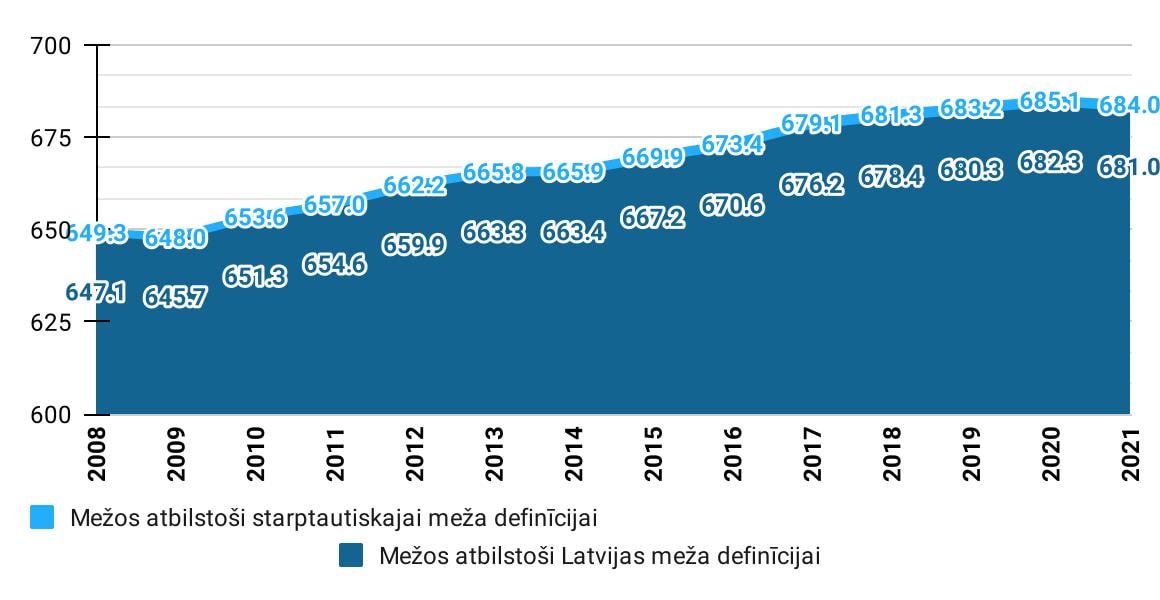 700
675
650
625
600
649.3 648.0 653.6 657.0 662.2 665.8 665.9 669.9 673.4 679.1 681.3 683.2 685.1 684.0
647.1 645.7 651.3 654.6 659.9 663.3 663.4 667.2 670.6 676.2 678.4 680.3 682.3 681.0
2008 2009 2010 2011 2012 2013 2014 2015 2016 2017 2018 2019 2020 2021
Mežos atbilstoši starptautiskajai meža definīcijai
Mežos atbilstoši Latvijas meža definīcijai